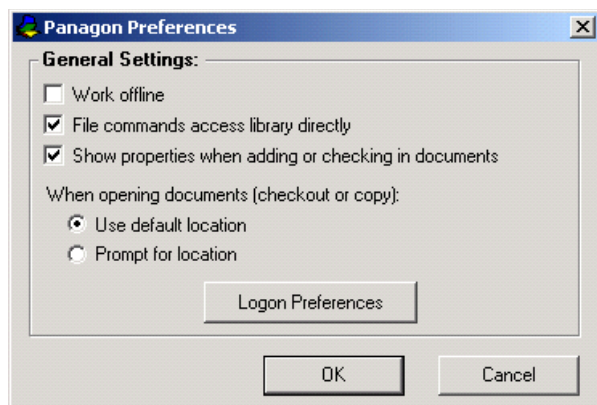 Panagon Preferences
General Settings:
Work offline
File commands access library directly
Show properties when adding or checking in documents
When opening documents (checkout or copy):
Use default location
Prompt for location
Logon Preferences
OK
Cancel